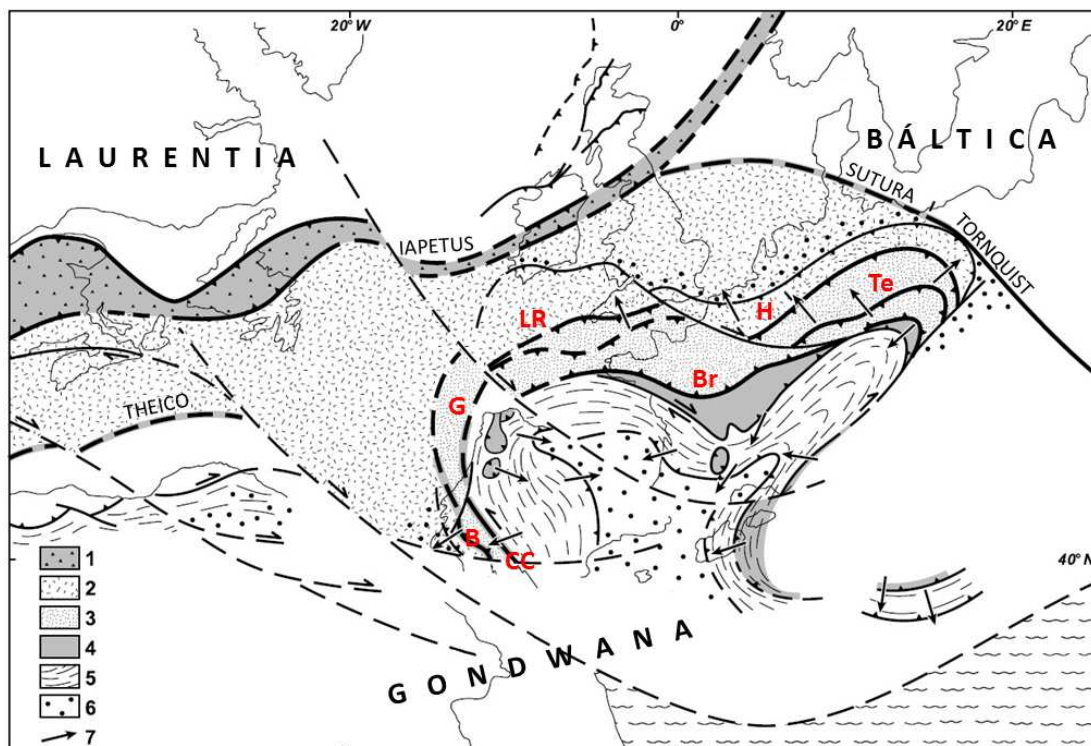 20° W
0°
20° E
LAURENTIA
BÁLTICA
SUTURA
TORNQUIST
IAPETUS
Te
H
LR
Br
THEICO
G
B
CC
40° N
GONDWANA
1
2
3
4
5
6
7